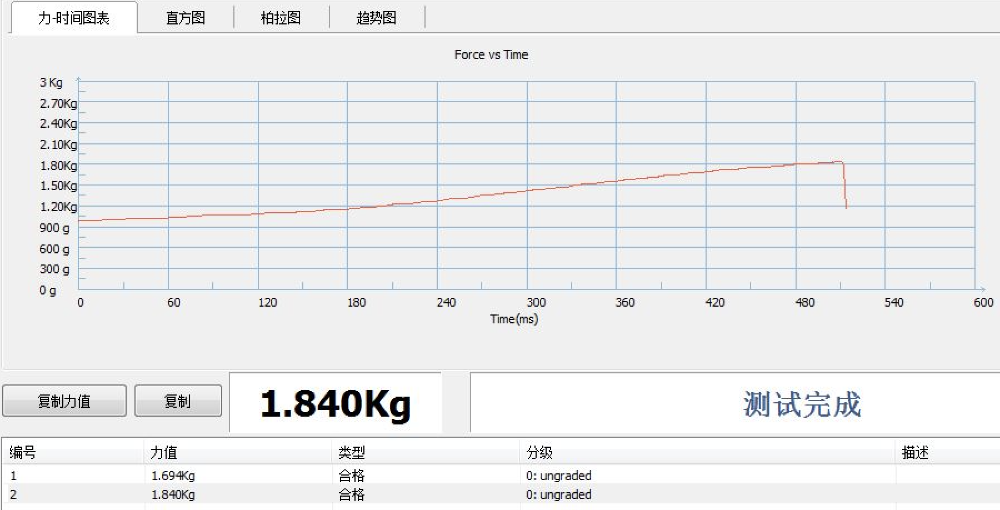 力-时间图表 直方图 柏拉图 趋势图
Force vs Time
3 Kg
2.70Kg
2.40Kg
2.10Kg
1.80Kg
1.50Kg
1.20Kg
900 g
600 g
300 g
0 g
0 60 120 180 240 300 360 420 480 540 600
Time(ms)
复制力值 复制 1.840Kg 测试完成
编号 力值 类型 分级 描述
1 1.694Kg 合格 0: ungraded
2 1.840Kg 合格 0: ungraded